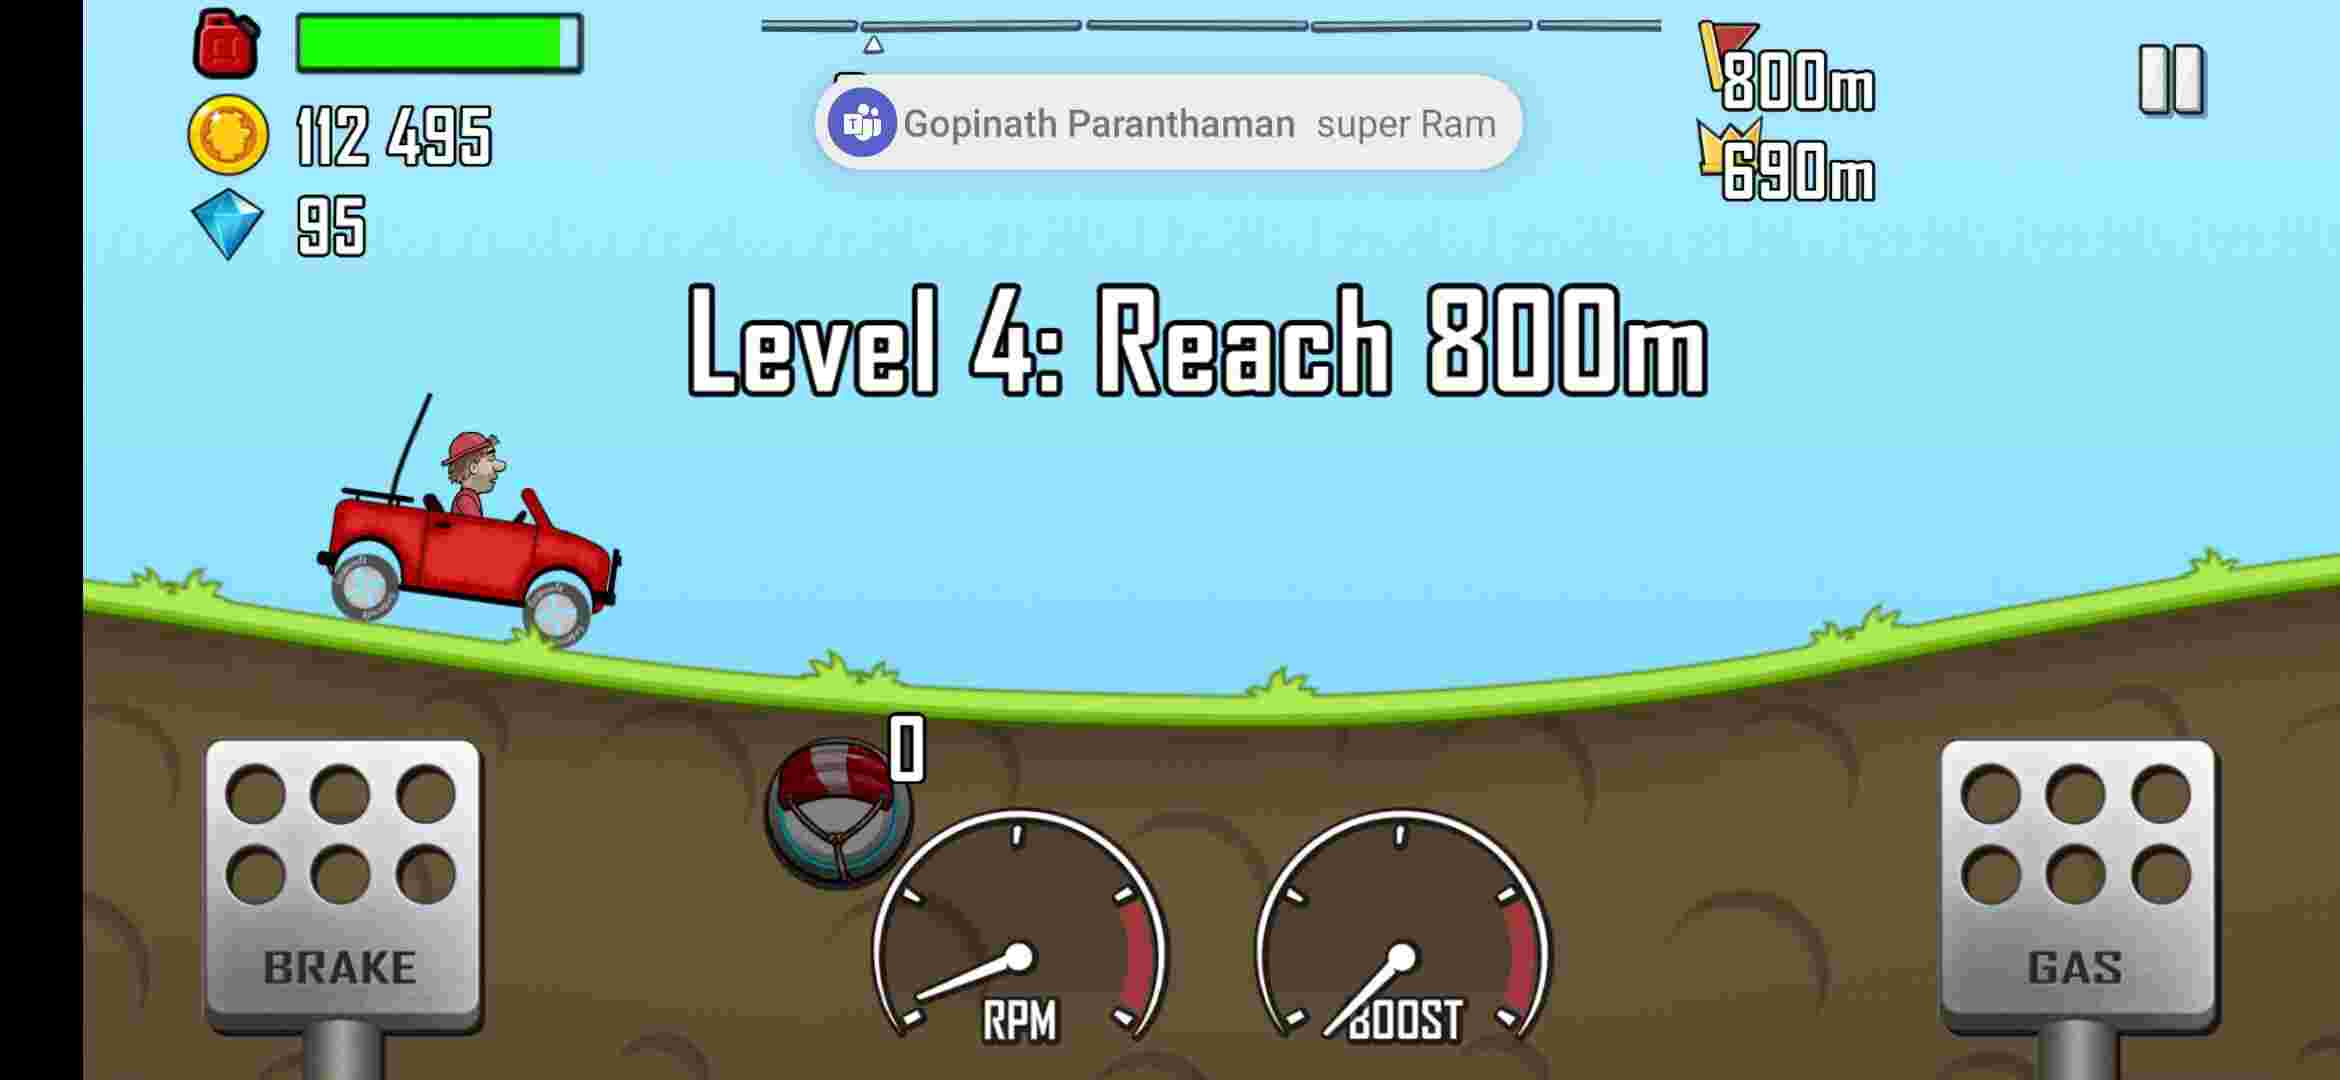 112 495
95
Gopinath Paranthaman super Ram
800m
690m
Level 4: Reach 800m
0
BRAKE
RPM
BOOST
GAS